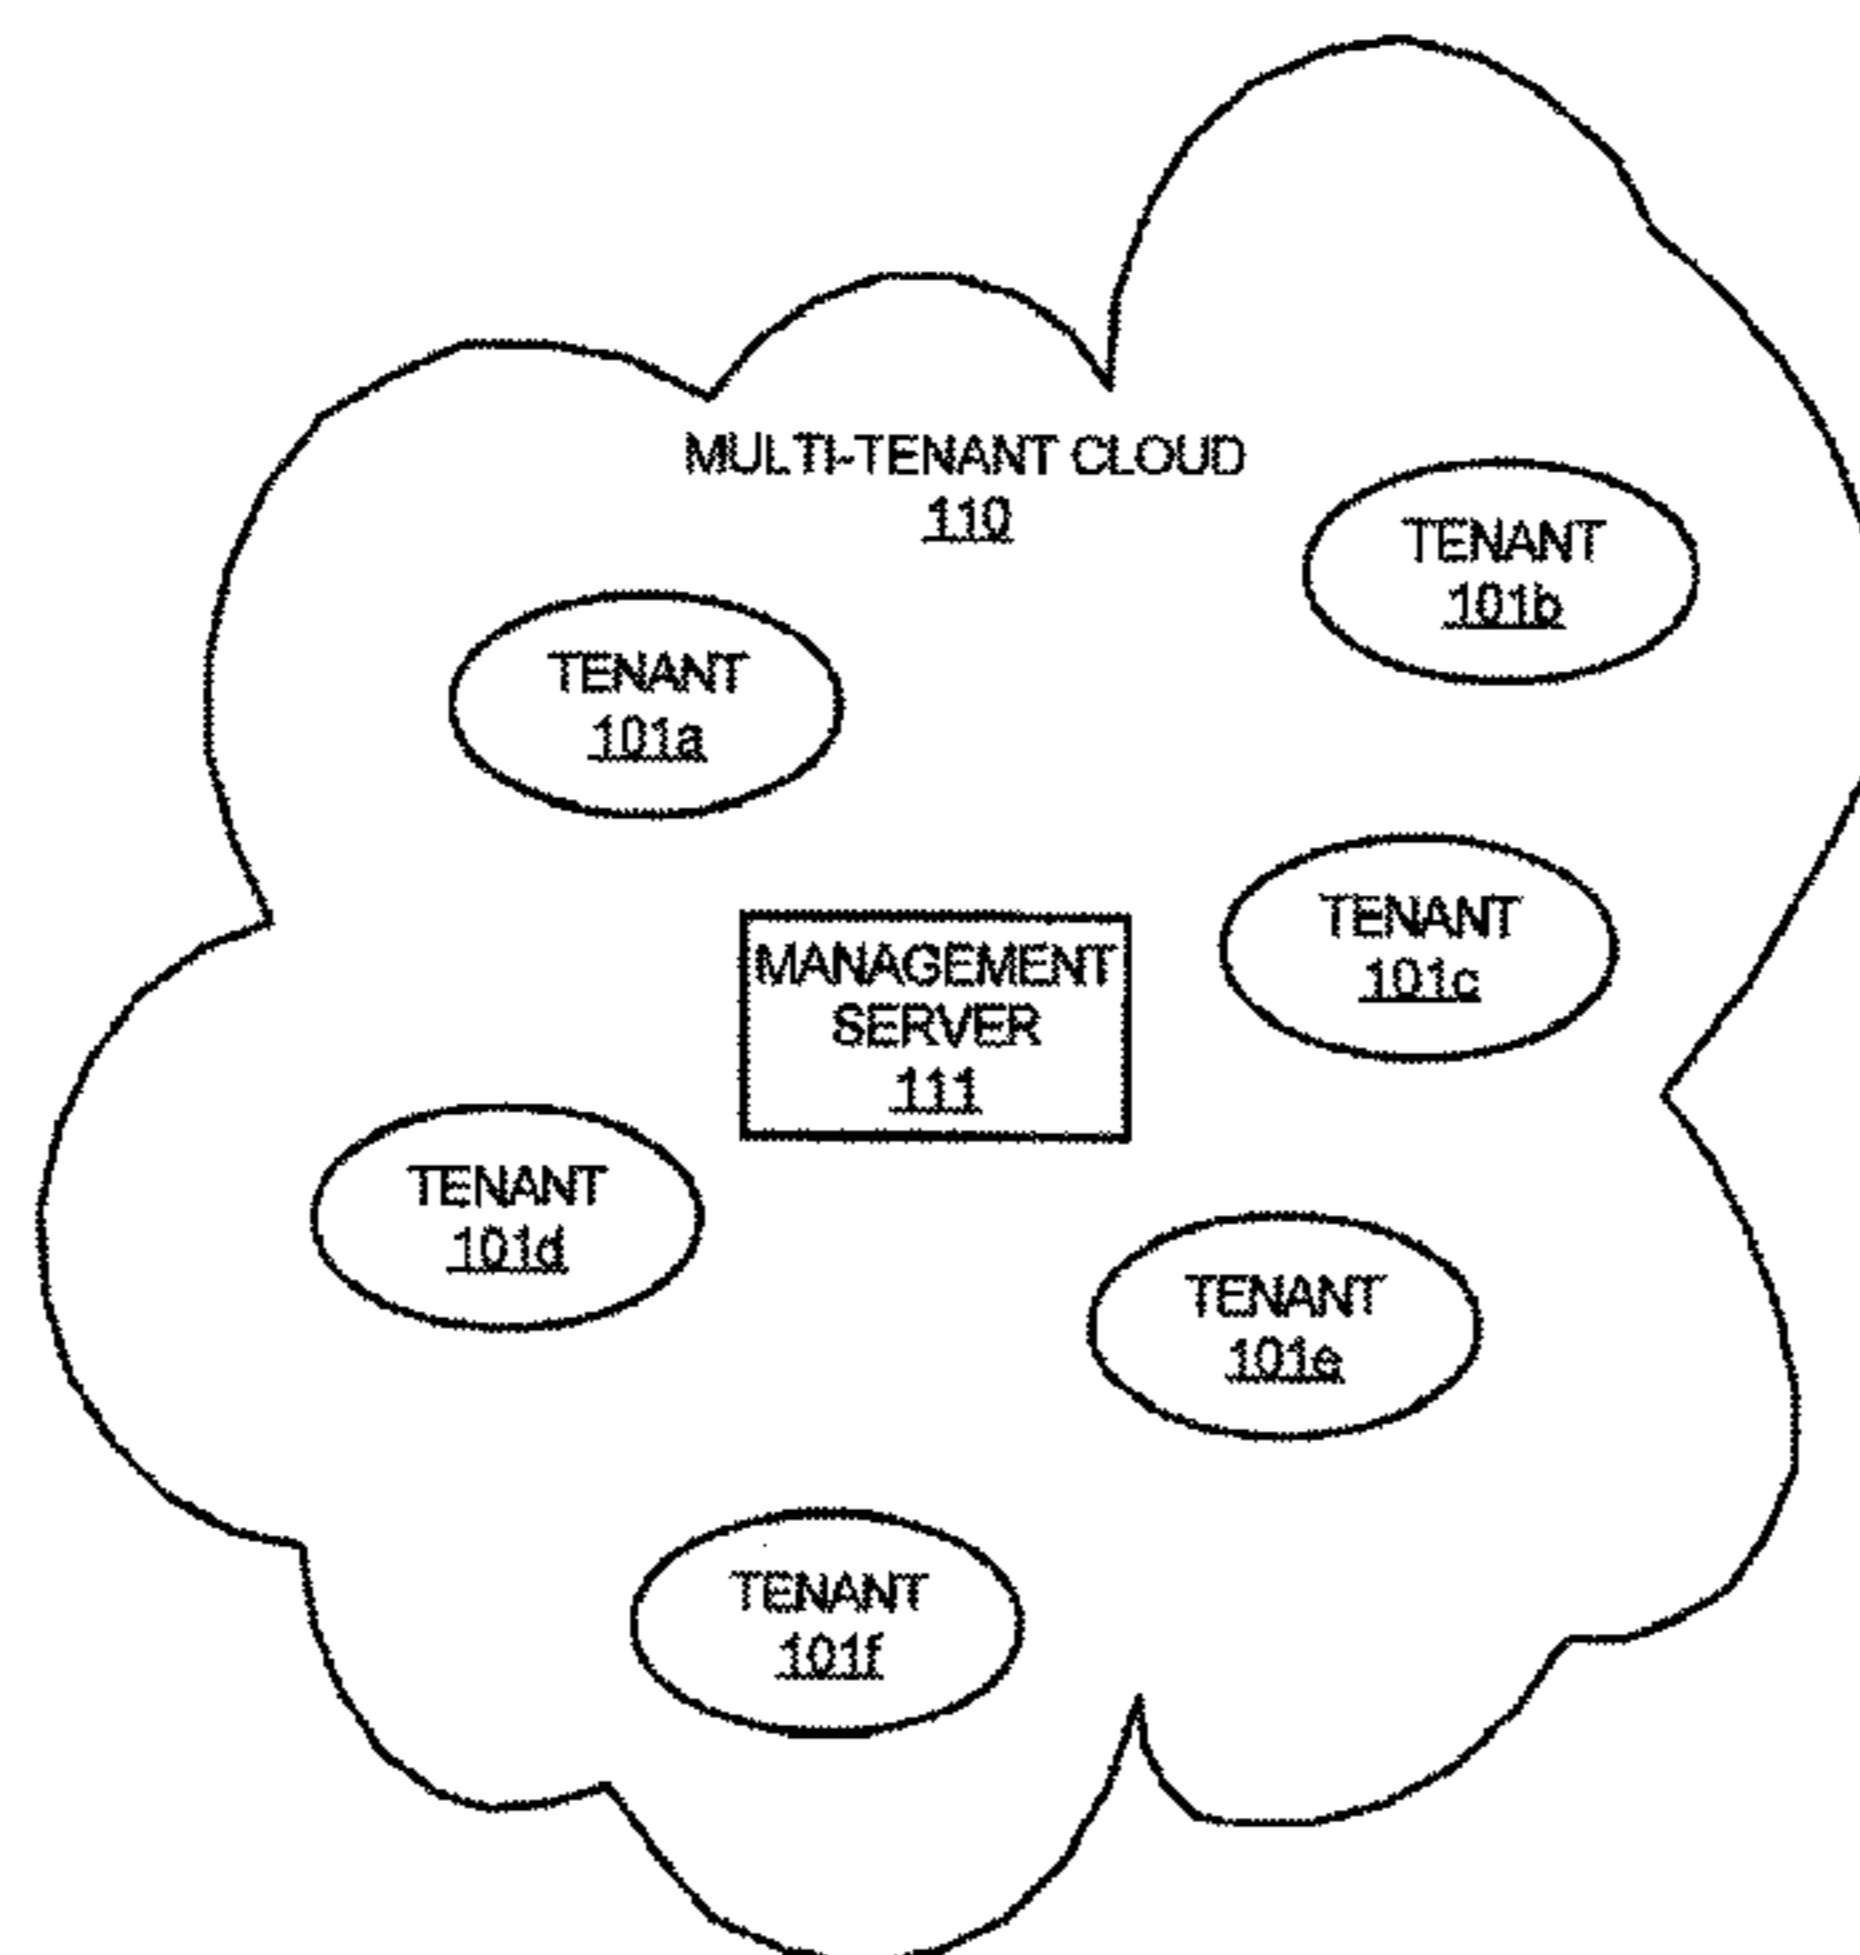 MULTI-TENANT CLOUD
110
TENANT
101b
TENANT
101a
TENANT
101c
MANAGEMENT
SERVER
111
TENANT
101d
TENANT
101e
TENANT
101f